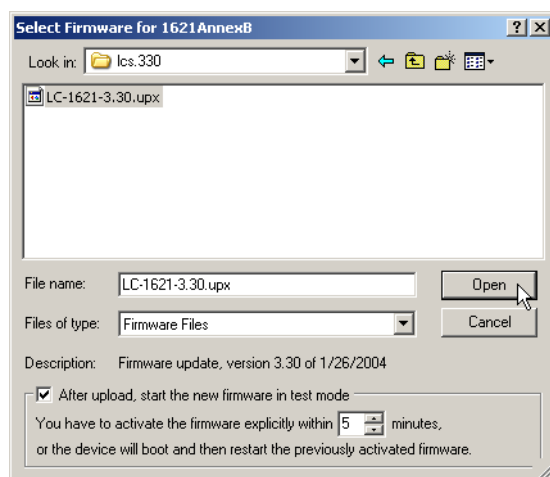 Select Firmware for 1621AnnexB
Look in: lcs.330
LC-1621-3.30.upx
File name: LC-1621-3.30.upx Open
Files of type: Firmware Files Cancel
Description: Firmware update, version 3.30 of 1/26/2004
After upload, start the new firmware in test mode
You have to activate the firmware explicitly within 5 minutes,
or the device will boot and then restart the previously activated firmware.